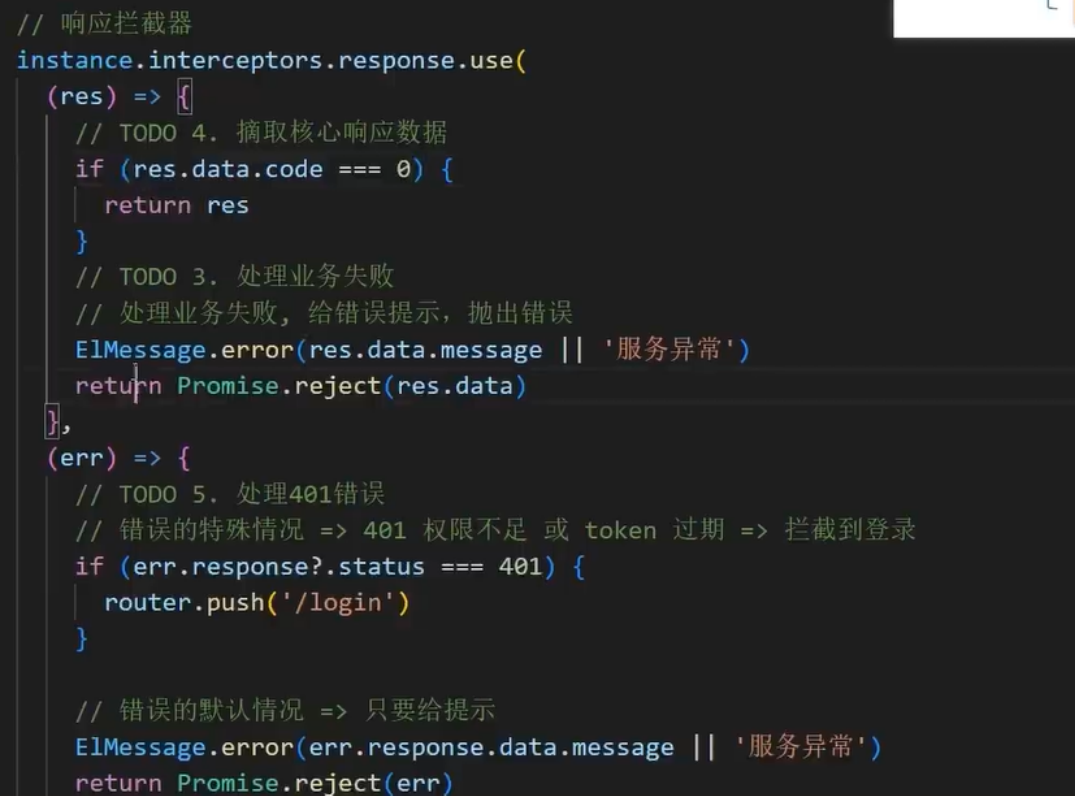 // 响应拦截器
instance.interceptors.response.use(
(res) => {
// TODO 4. 摘取核心响应数据
if (res.data.code === 0) {
return res
}
// TODO 3. 处理业务失败
// 处理业务失败, 给错误提示，抛出错误
ElMessage.error(res.data.message || '服务异常')
return Promise.reject(res.data)
},
(err) => {
// TODO 5. 处理401错误
// 错误的特殊情况 => 401 权限不足 或 token 过期 => 拦截到登录
if (err.response?.status === 401) {
router.push('/login')
}
// 错误的默认情况 => 只要给提示
ElMessage.error(err.response.data.message || '服务异常')
return Promise.reject(err)